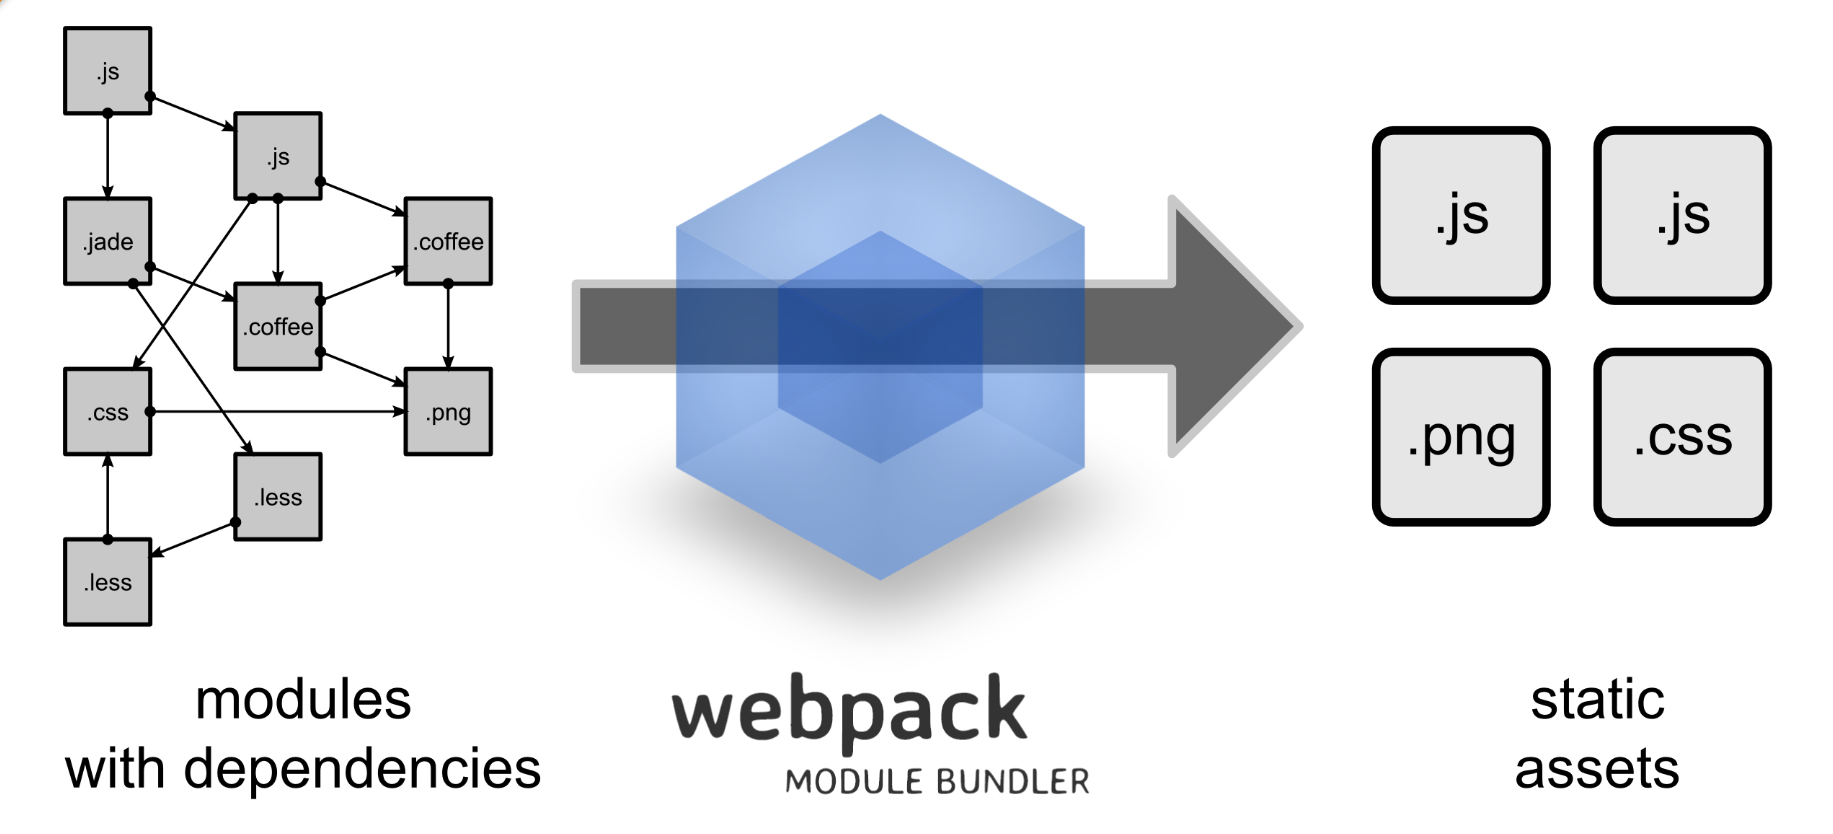 .js
.js
.jade
.coffee
.coffee
.css
.png
.less
.less
modules
with dependencies
webpack
MODULE BUNDLER
.js
.js
.png
.css
static
assets